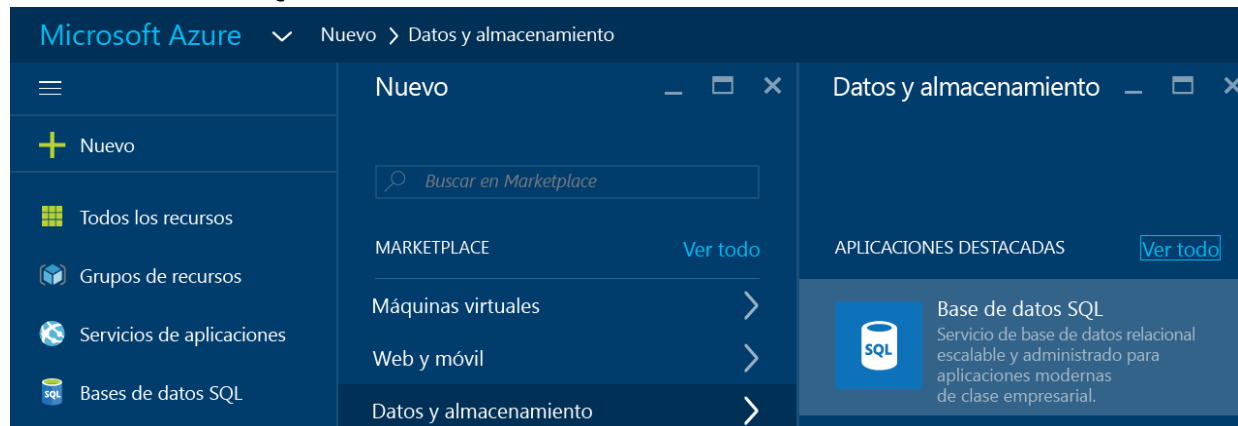 Microsoft Azure Nuevo > Datos y almacenamiento
Nuevo
Todos los recursos
Grupos de recursos
Servicios de aplicaciones
SQL Bases de datos SQL
Nuevo
Buscar en Marketplace
MARKETPLACE Ver todo
Máquinas virtuales
Web y móvil
Datos y almacenamiento
Datos y almacenamiento
APLICACIONES DESTACADAS Ver todo
Base de datos SQL
SQL
Servicio de base de datos relacional
escalable y administrado para
aplicaciones modernas
de clase empresarial.